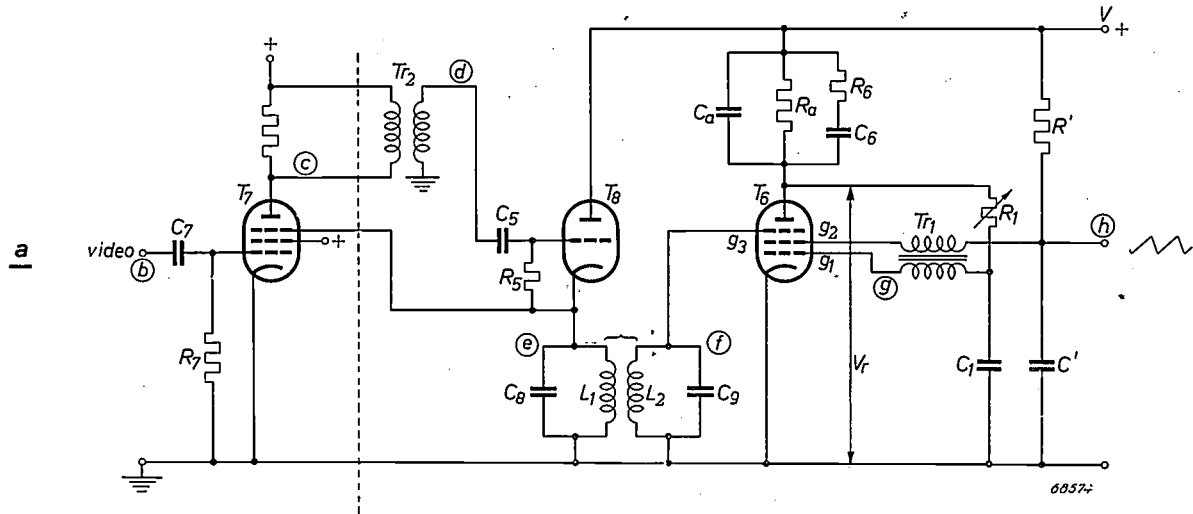 a
video
b
C7
R7
+
c
T7
+
Tr2
d
C5
R5
T8
e
C8
L1
L2
C9
f
V
+
Ca
Ra
R6
C6
T6
g3
g2
g1
Tr1
g
Vr
R1
C1
R'
C'
h
68574